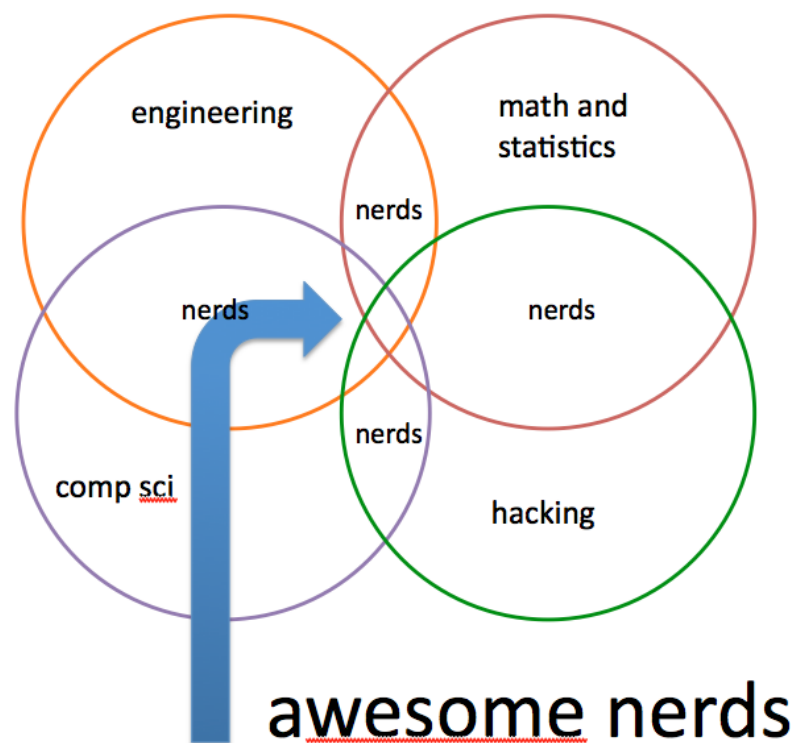 engineering
math and
statistics
nerds
nerds
nerds
nerds
comp sci
hacking
awesome nerds